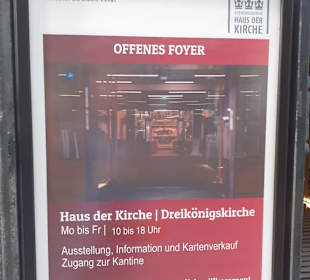 HAUS DER
KIRCHE
OFFENES FOYER
Haus der Kirche | Dreikönigskirche
Mo bis Fr | 10 bis 18 Uhr
Ausstellung, Information und Kartenverkauf
Zugang zur Kantine